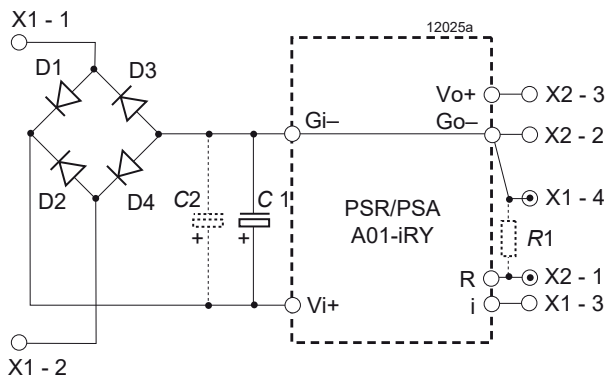 X1 - 1
12025a
D1
D3
Vo+
X2 - 3
Gi–
Go–
X2 - 2
D2
D4
C2
C 1
PSR/PSA
A01-iRY
X1 - 4
R1
+
+
R
X2 - 1
Vi+
i
X1 - 3
X1 - 2